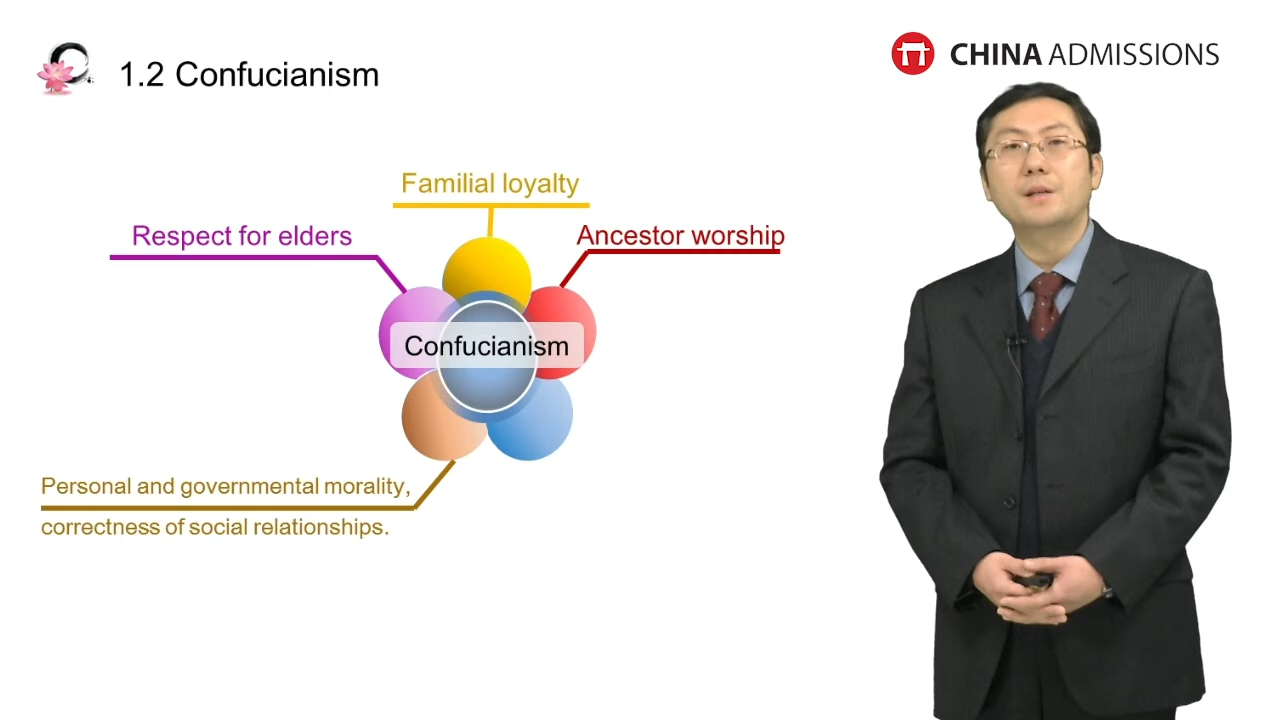 1.2 Confucianism
CHINA ADMISSIONS
Familial loyalty
Respect for elders
Ancestor worship
Confucianism
Personal and governmental morality,
correctness of social relationships.